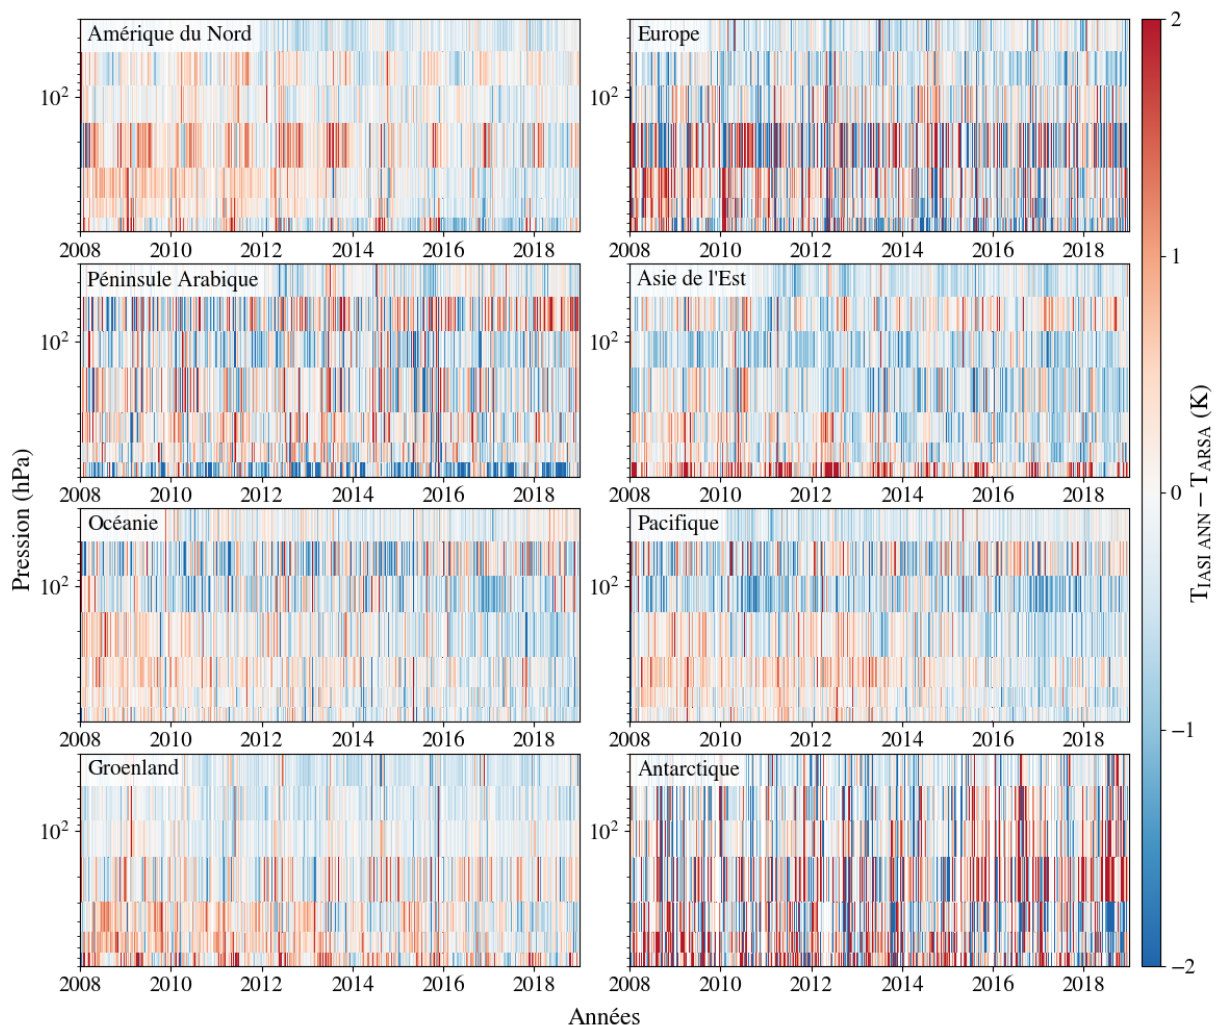 Amérique du Nord
Europe
2
10²
10²
2008 2010 2012 2014 2016 2018
2008 2010 2012 2014 2016 2018
1
Péninsule Arabique
Asie de l'Est
10²
10²
2008 2010 2012 2014 2016 2018
2008 2010 2012 2014 2016 2018
0
Pression (hPa)
T_IASI ANN − T_ARSA (K)
Océanie
Pacifique
10²
10²
2008 2010 2012 2014 2016 2018
2008 2010 2012 2014 2016 2018
−1
Groenland
Antarctique
10²
10²
2008 2010 2012 2014 2016 2018
2008 2010 2012 2014 2016 2018
−2
Années